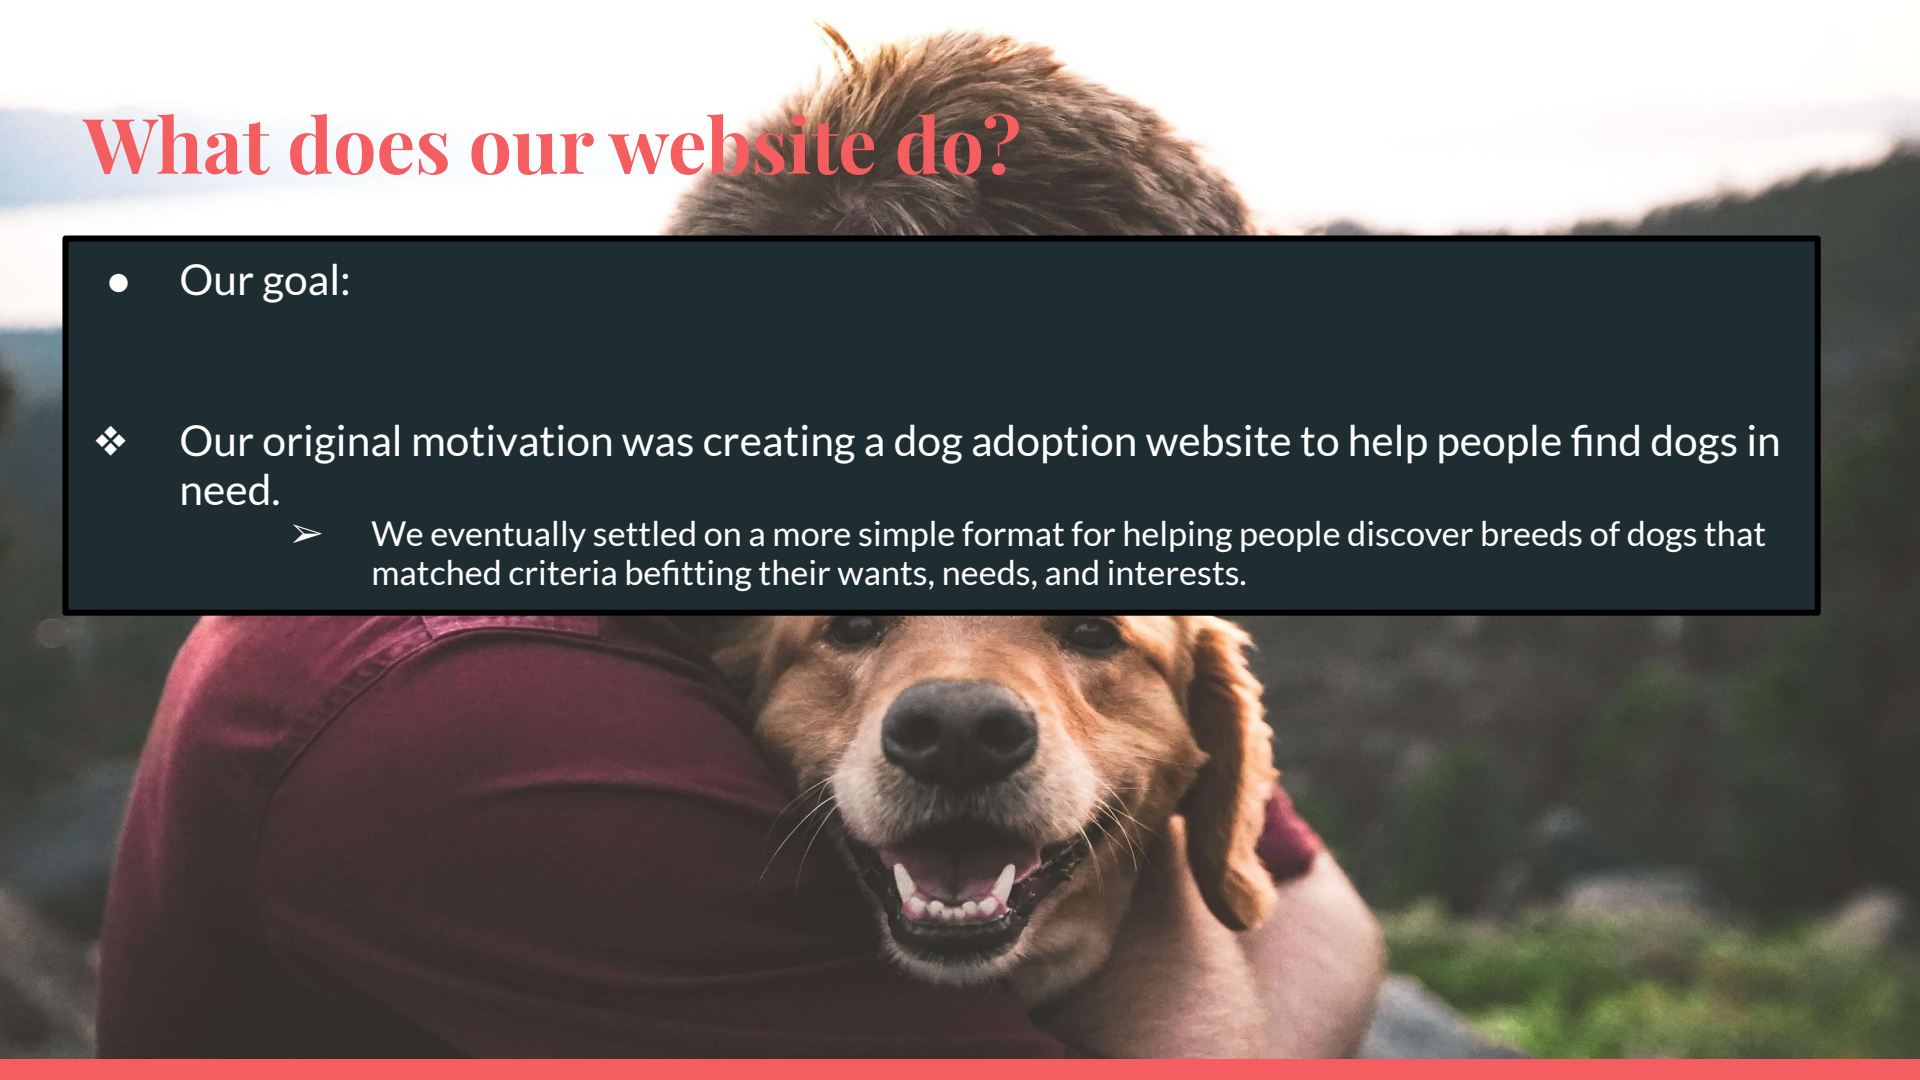 What does our website do?
● Our goal:
❖ Our original motivation was creating a dog adoption website to help people find dogs in
need.
➢ We eventually settled on a more simple format for helping people discover breeds of dogs that
matched criteria befitting their wants, needs, and interests.